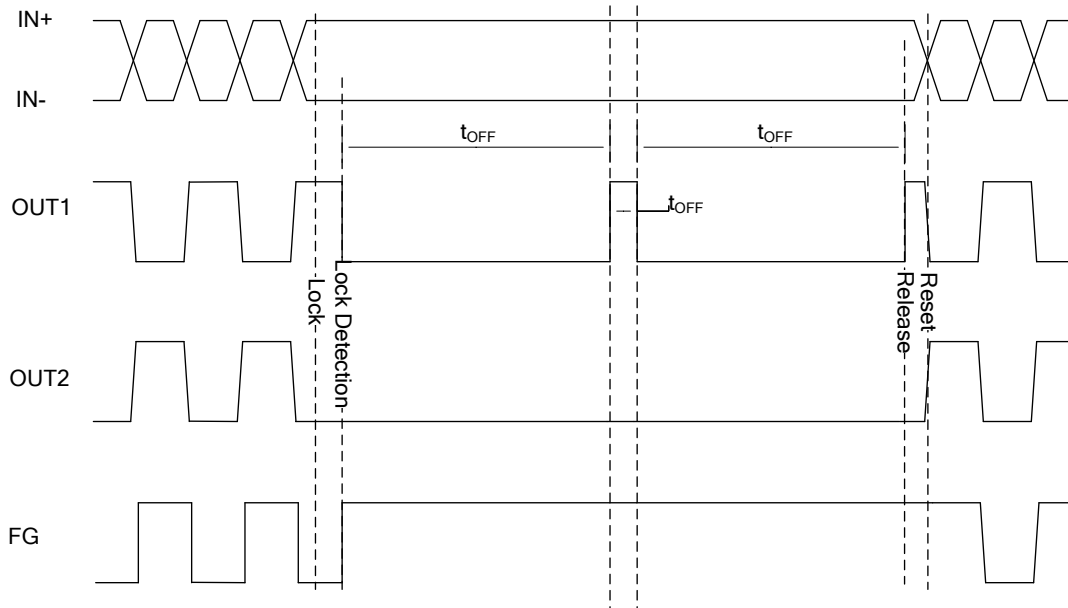 IN+
IN-
tOFF
tOFF
OUT1
tOFF
Lock
Lock Detection
Release
Reset
OUT2
FG